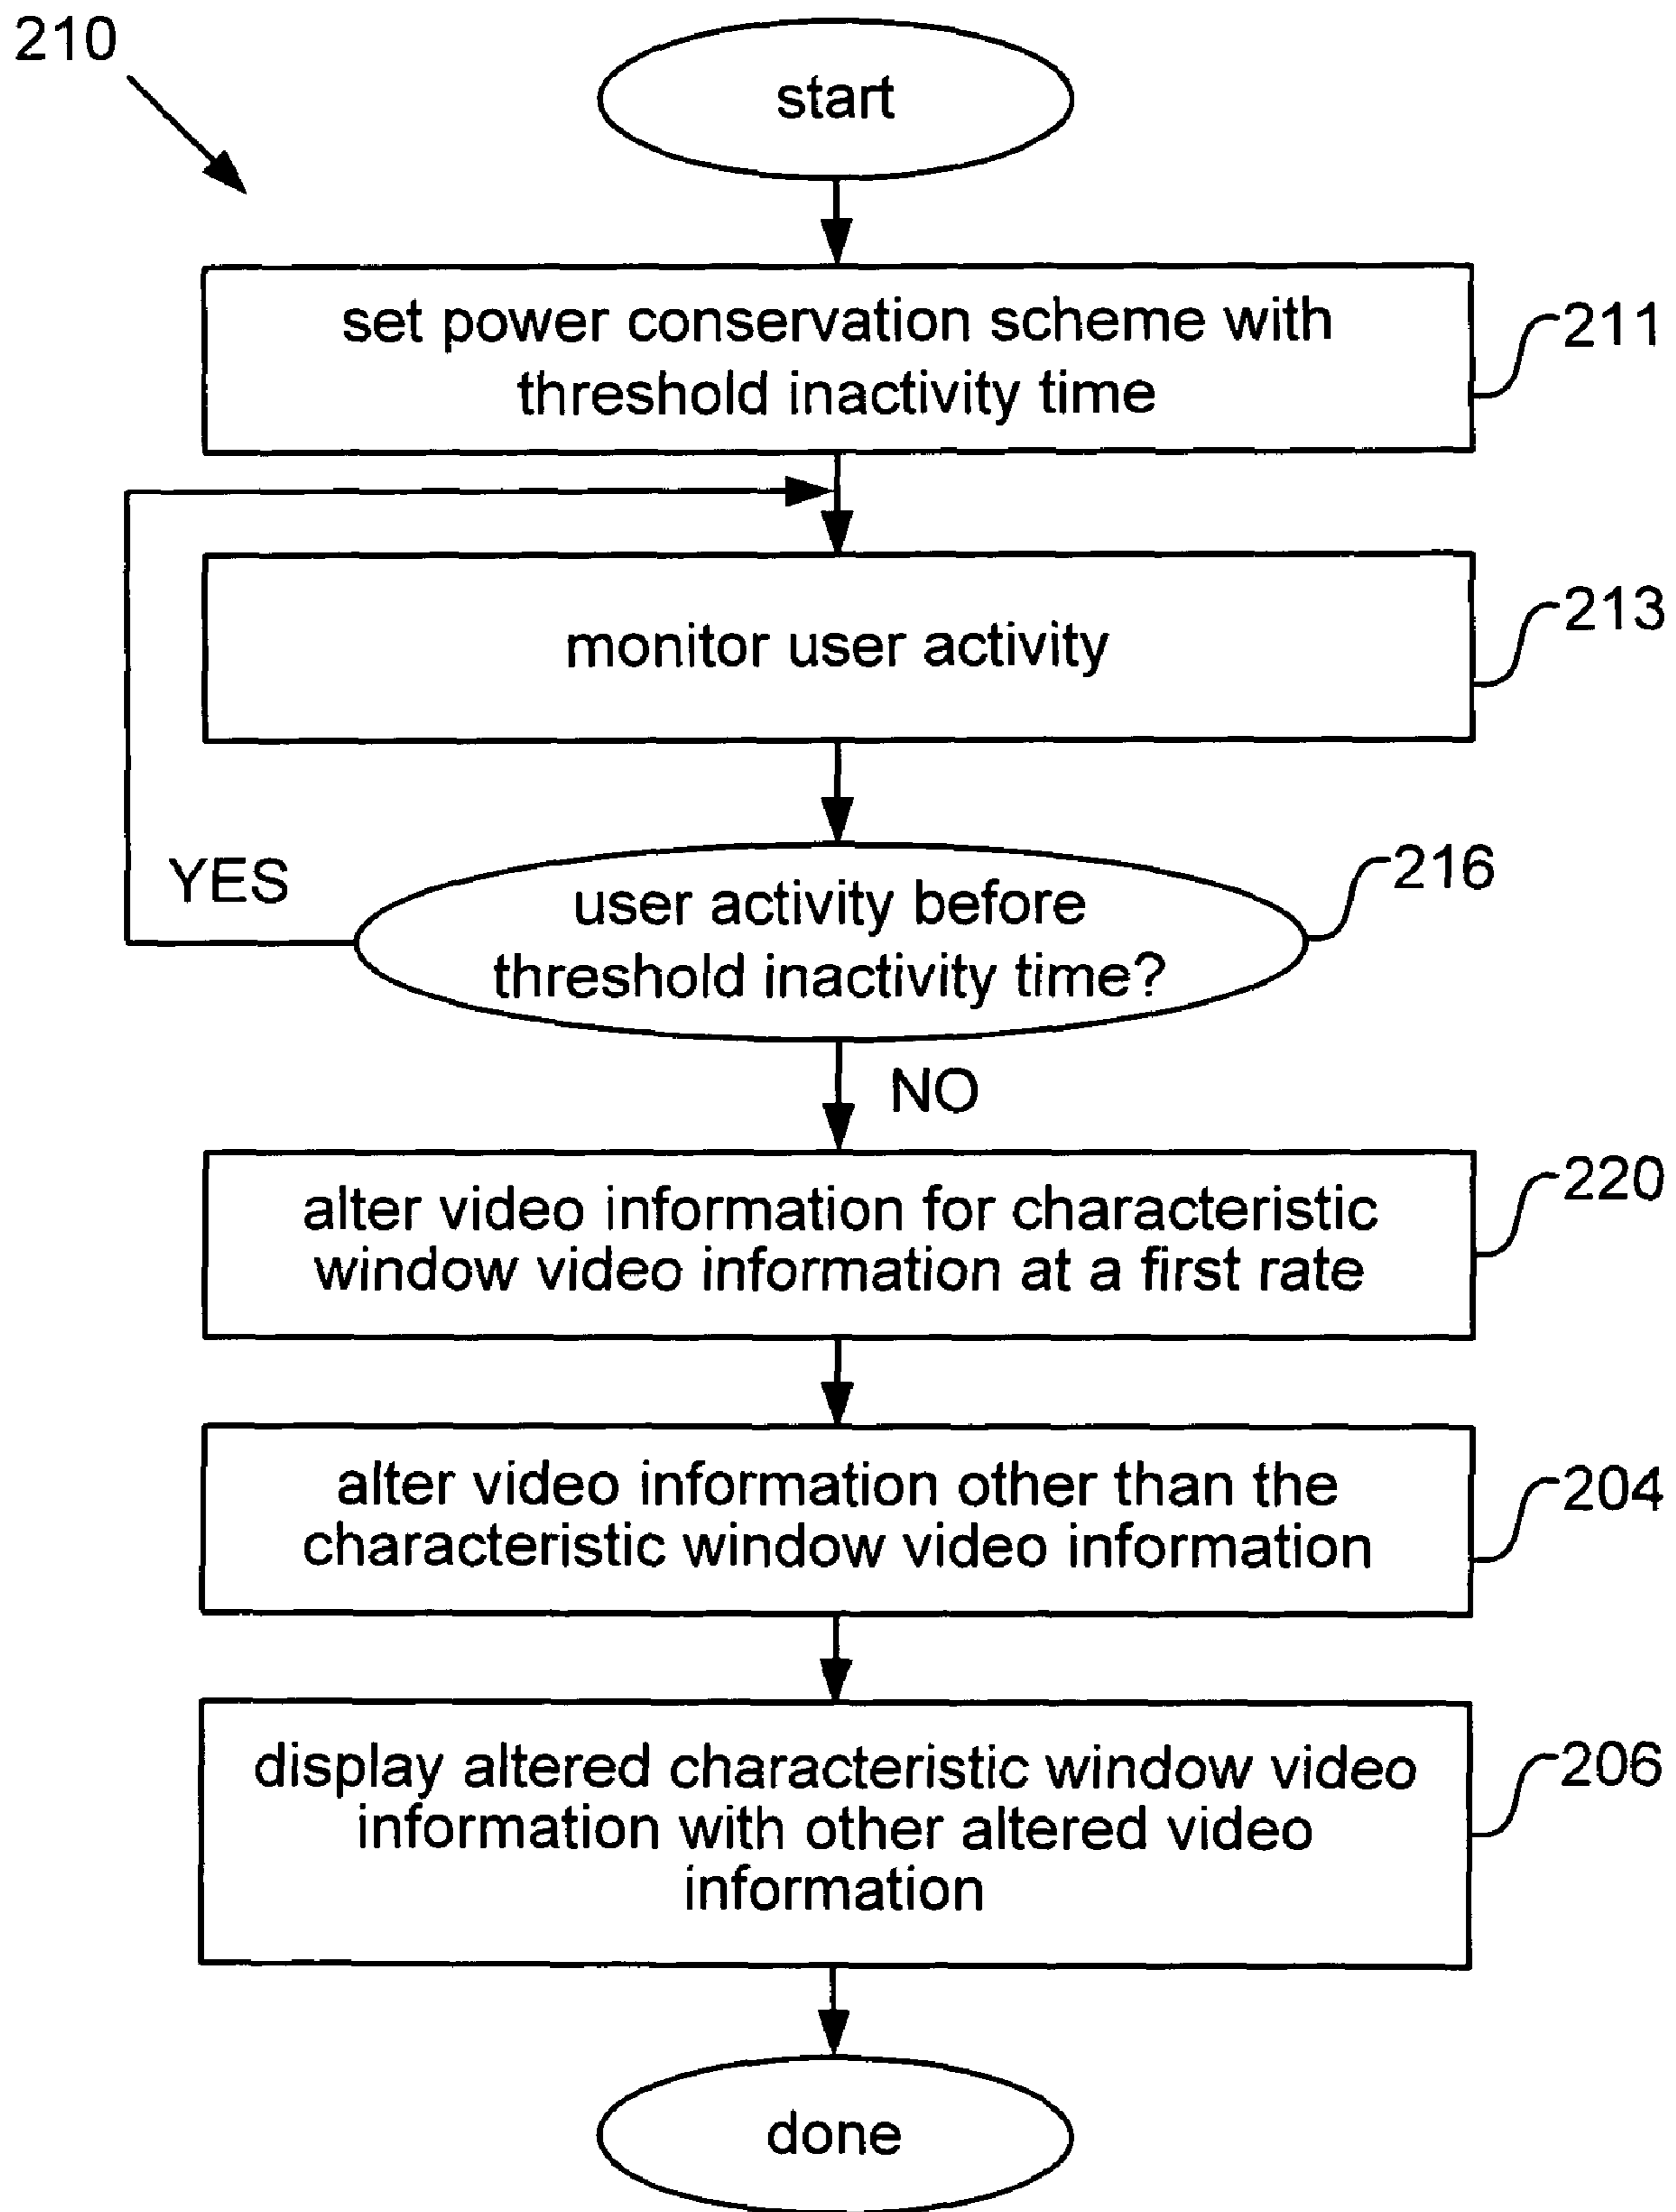 210
start
set power conservation scheme with
threshold inactivity time
211
monitor user activity
213
YES
user activity before
threshold inactivity time?
216
NO
alter video information for characteristic
window video information at a first rate
220
alter video information other than the
characteristic window video information
204
display altered characteristic window video
information with other altered video
information
206
done